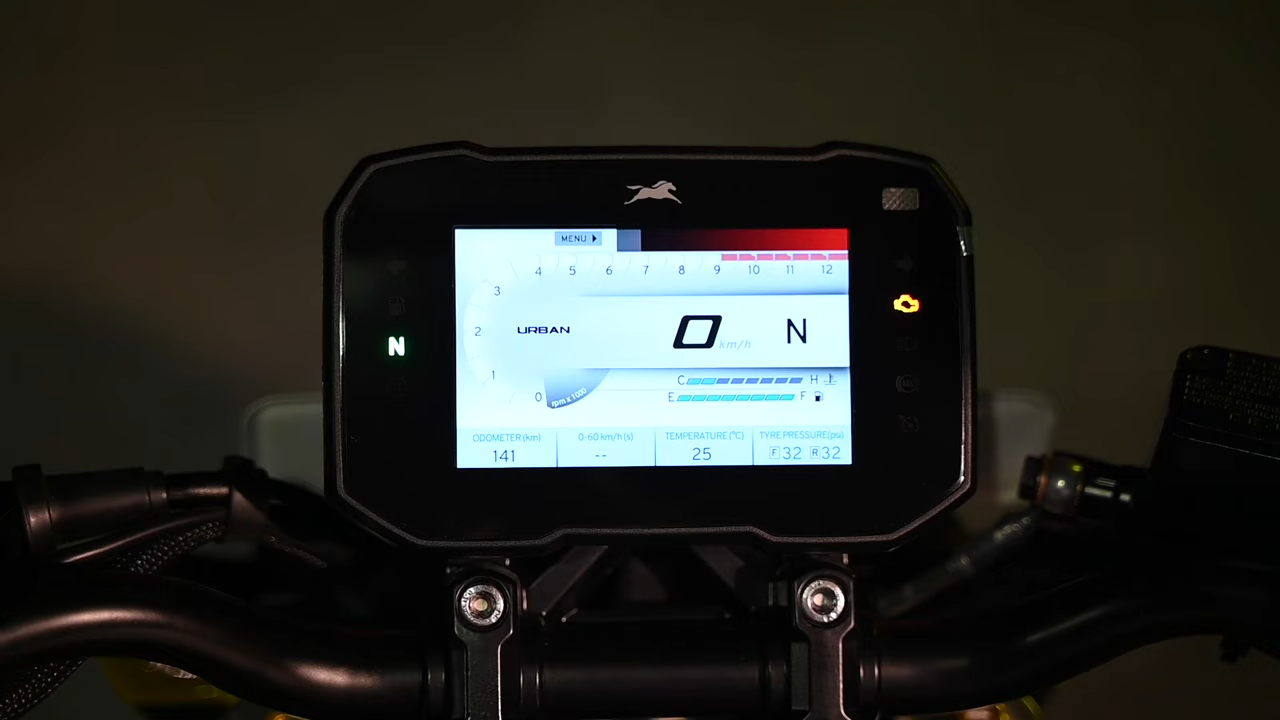 MENU
4 5 6 7 8 9 10 11 12
3
2
URBAN
0 km/h
N
N
1
C H
0
rpm x 1000
E F
ODOMETER (km)
0-60 km/h (s)
TEMPERATURE (°C)
TYRE PRESSURE(psi)
141
--
25
F 32 R 32